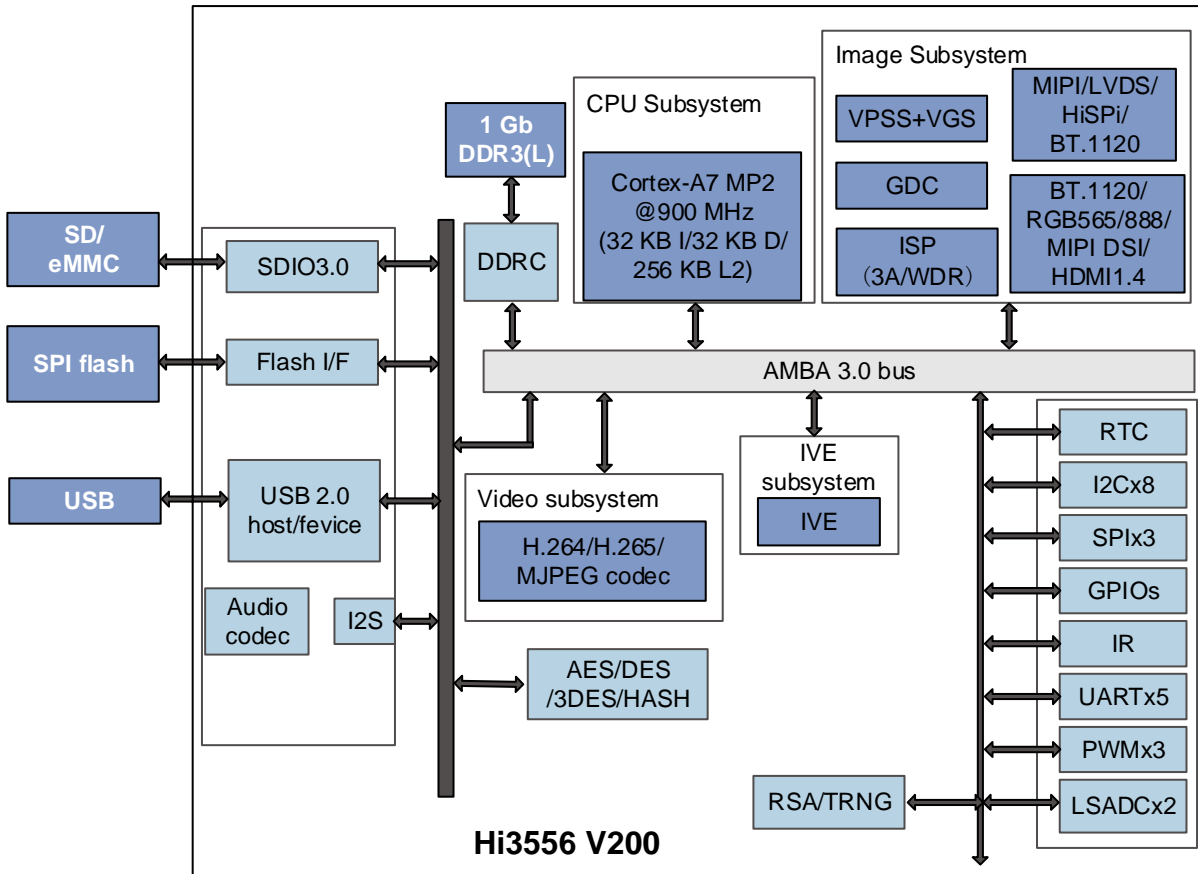 Image Subsystem
MIPI/LVDS/
HiSPi/
BT.1120
VPSS+VGS
GDC
BT.1120/
RGB565/888/
MIPI DSI/
HDMI1.4
ISP
(3A/WDR)
CPU Subsystem
Cortex-A7 MP2
@900 MHz
(32 KB I/32 KB D/
256 KB L2)
1 Gb
DDR3(L)
DDRC
SD/
eMMC
SDIO3.0
SPI flash
Flash I/F
USB
USB 2.0
host/fevice
Audio
codec
I2S
AMBA 3.0 bus
Video subsystem
H.264/H.265/
MJPEG codec
IVE
subsystem
IVE
AES/DES
/3DES/HASH
RTC
I2Cx8
SPIx3
GPIOs
IR
UARTx5
PWMx3
LSADCx2
RSA/TRNG
Hi3556 V200